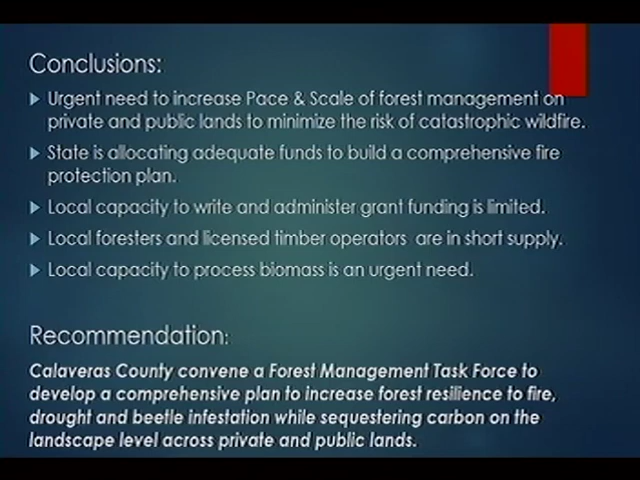 Conclusions:
Urgent need to increase Pace & Scale of forest management on
private and public lands to minimize the risk of catastrophic wildfire.
State is allocating adequate funds to build a comprehensive fire
protection plan.
Local capacity to write and administer grant funding is limited.
Local foresters and licensed timber operators are in short supply.
Local capacity to process biomass is an urgent need.
Recommendation:
Calaveras County convene a Forest Management Task Force to
develop a comprehensive plan to increase forest resilience to fire,
drought and beetle infestation while sequestering carbon on the
landscape level across private and public lands.